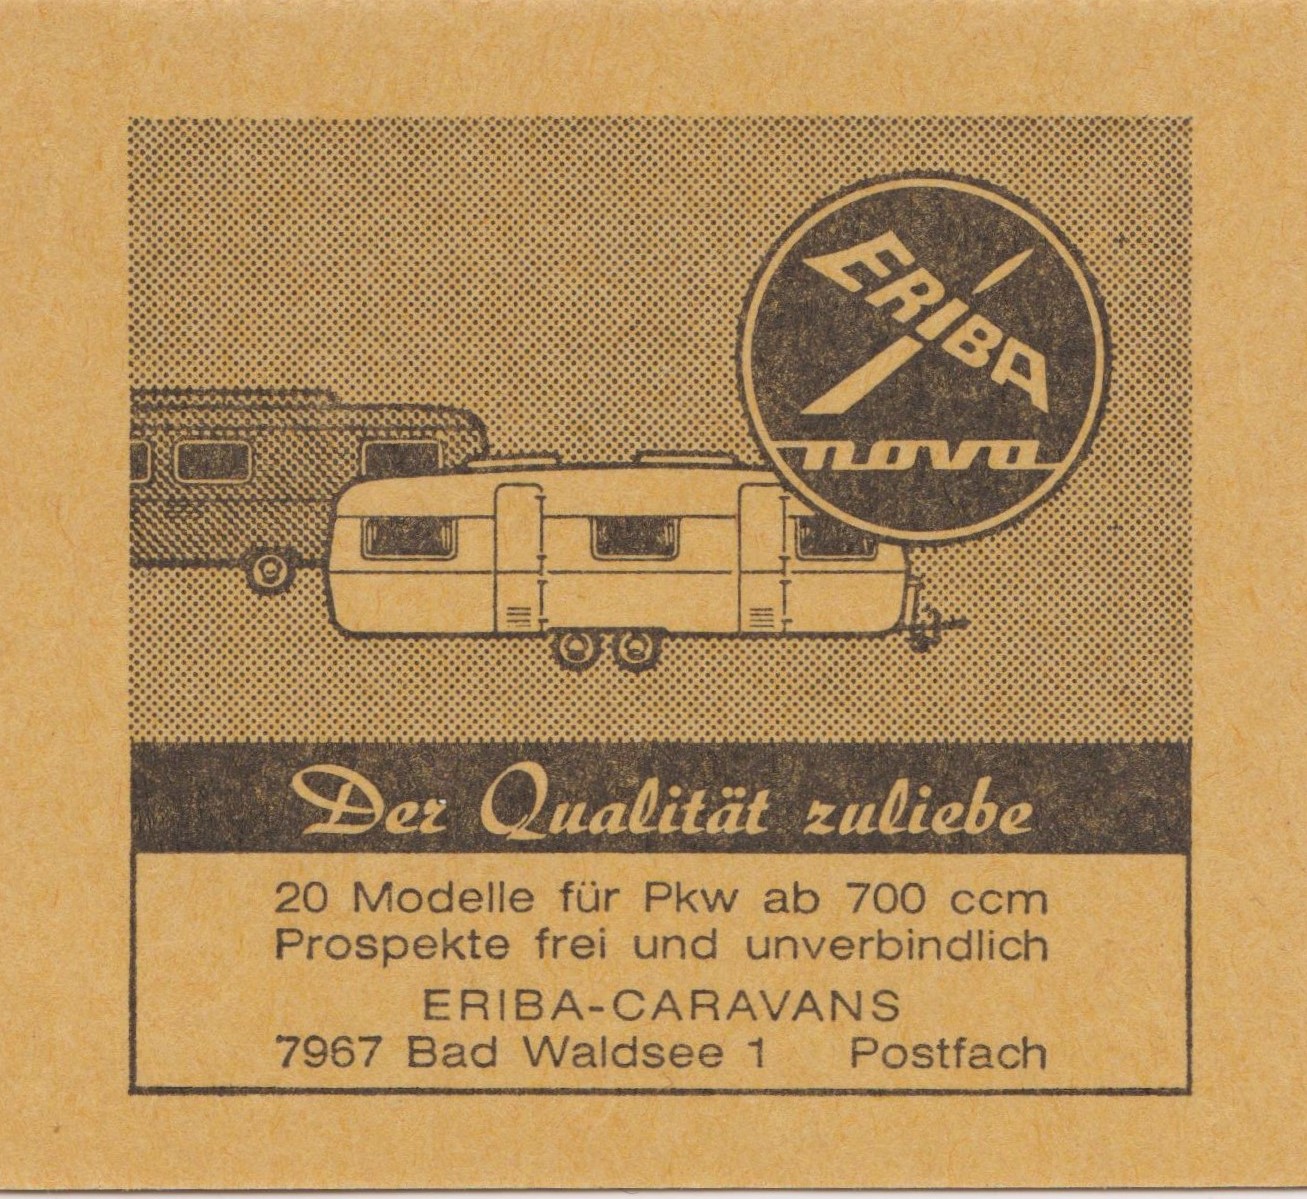 ERIBA
nova
Der Qualität zuliebe
20 Modelle für Pkw ab 700 ccm
Prospekte frei und unverbindlich
ERIBA-CARAVANS
7967 Bad Waldsee 1 Postfach